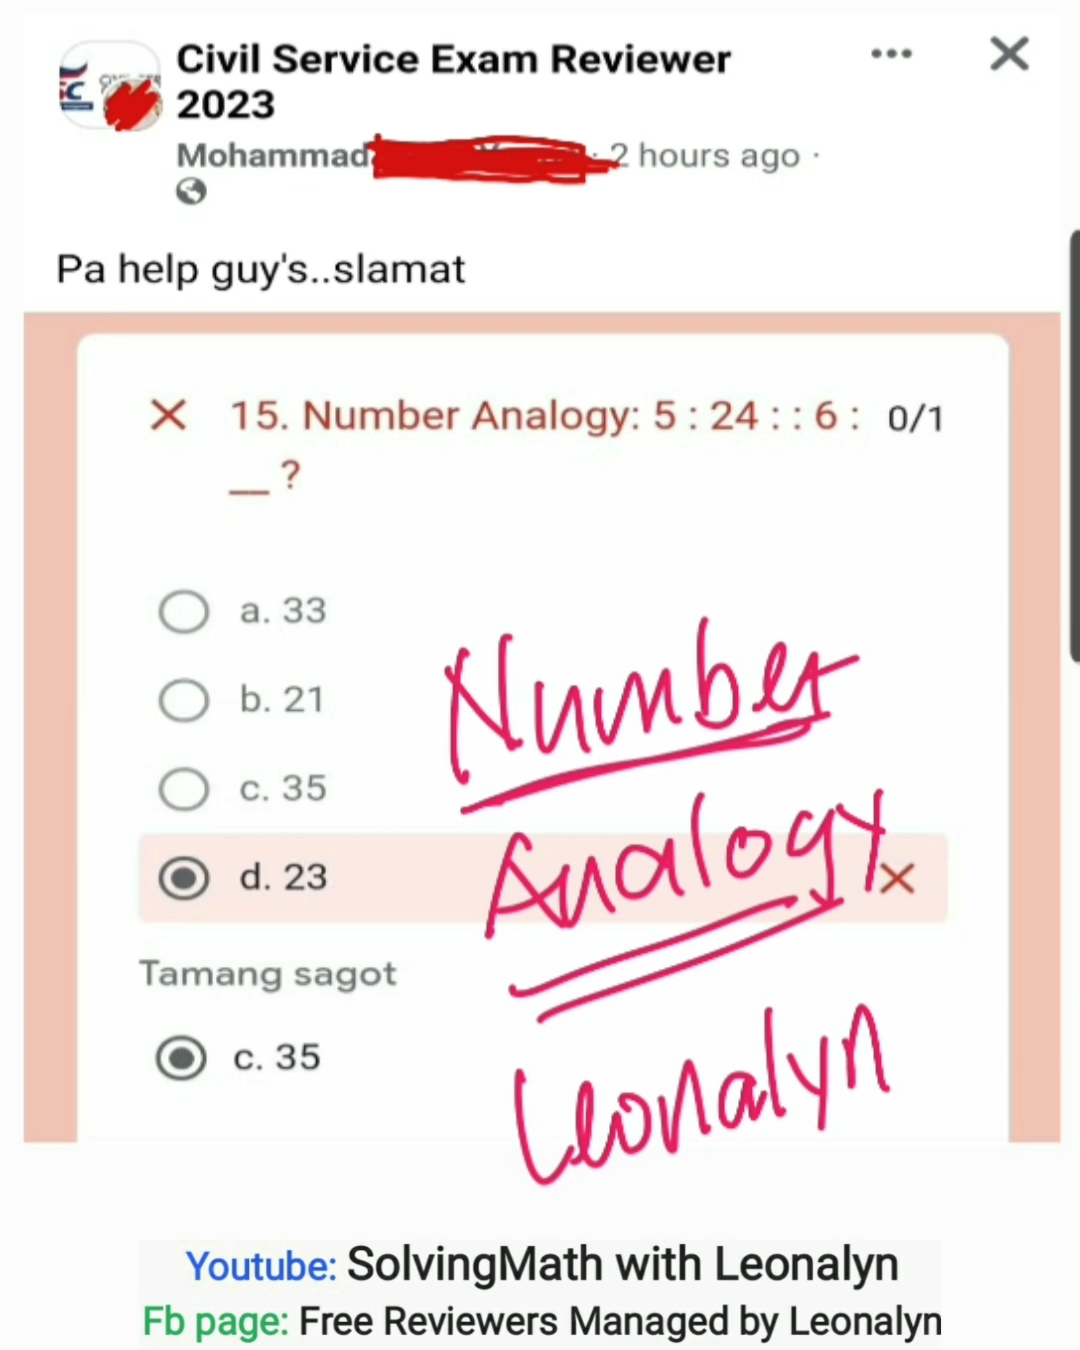 Civil Service Exam Reviewer
2023
Mohammad
2 hours ago ·
Pa help guy's..slamat
15. Number Analogy: 5 : 24 : : 6 : 0/1
__ ?
a. 33
b. 21
c. 35
d. 23
Tamang sagot
c. 35
Number
Analogy
Leonalyn
Youtube: SolvingMath with Leonalyn
Fb page: Free Reviewers Managed by Leonalyn